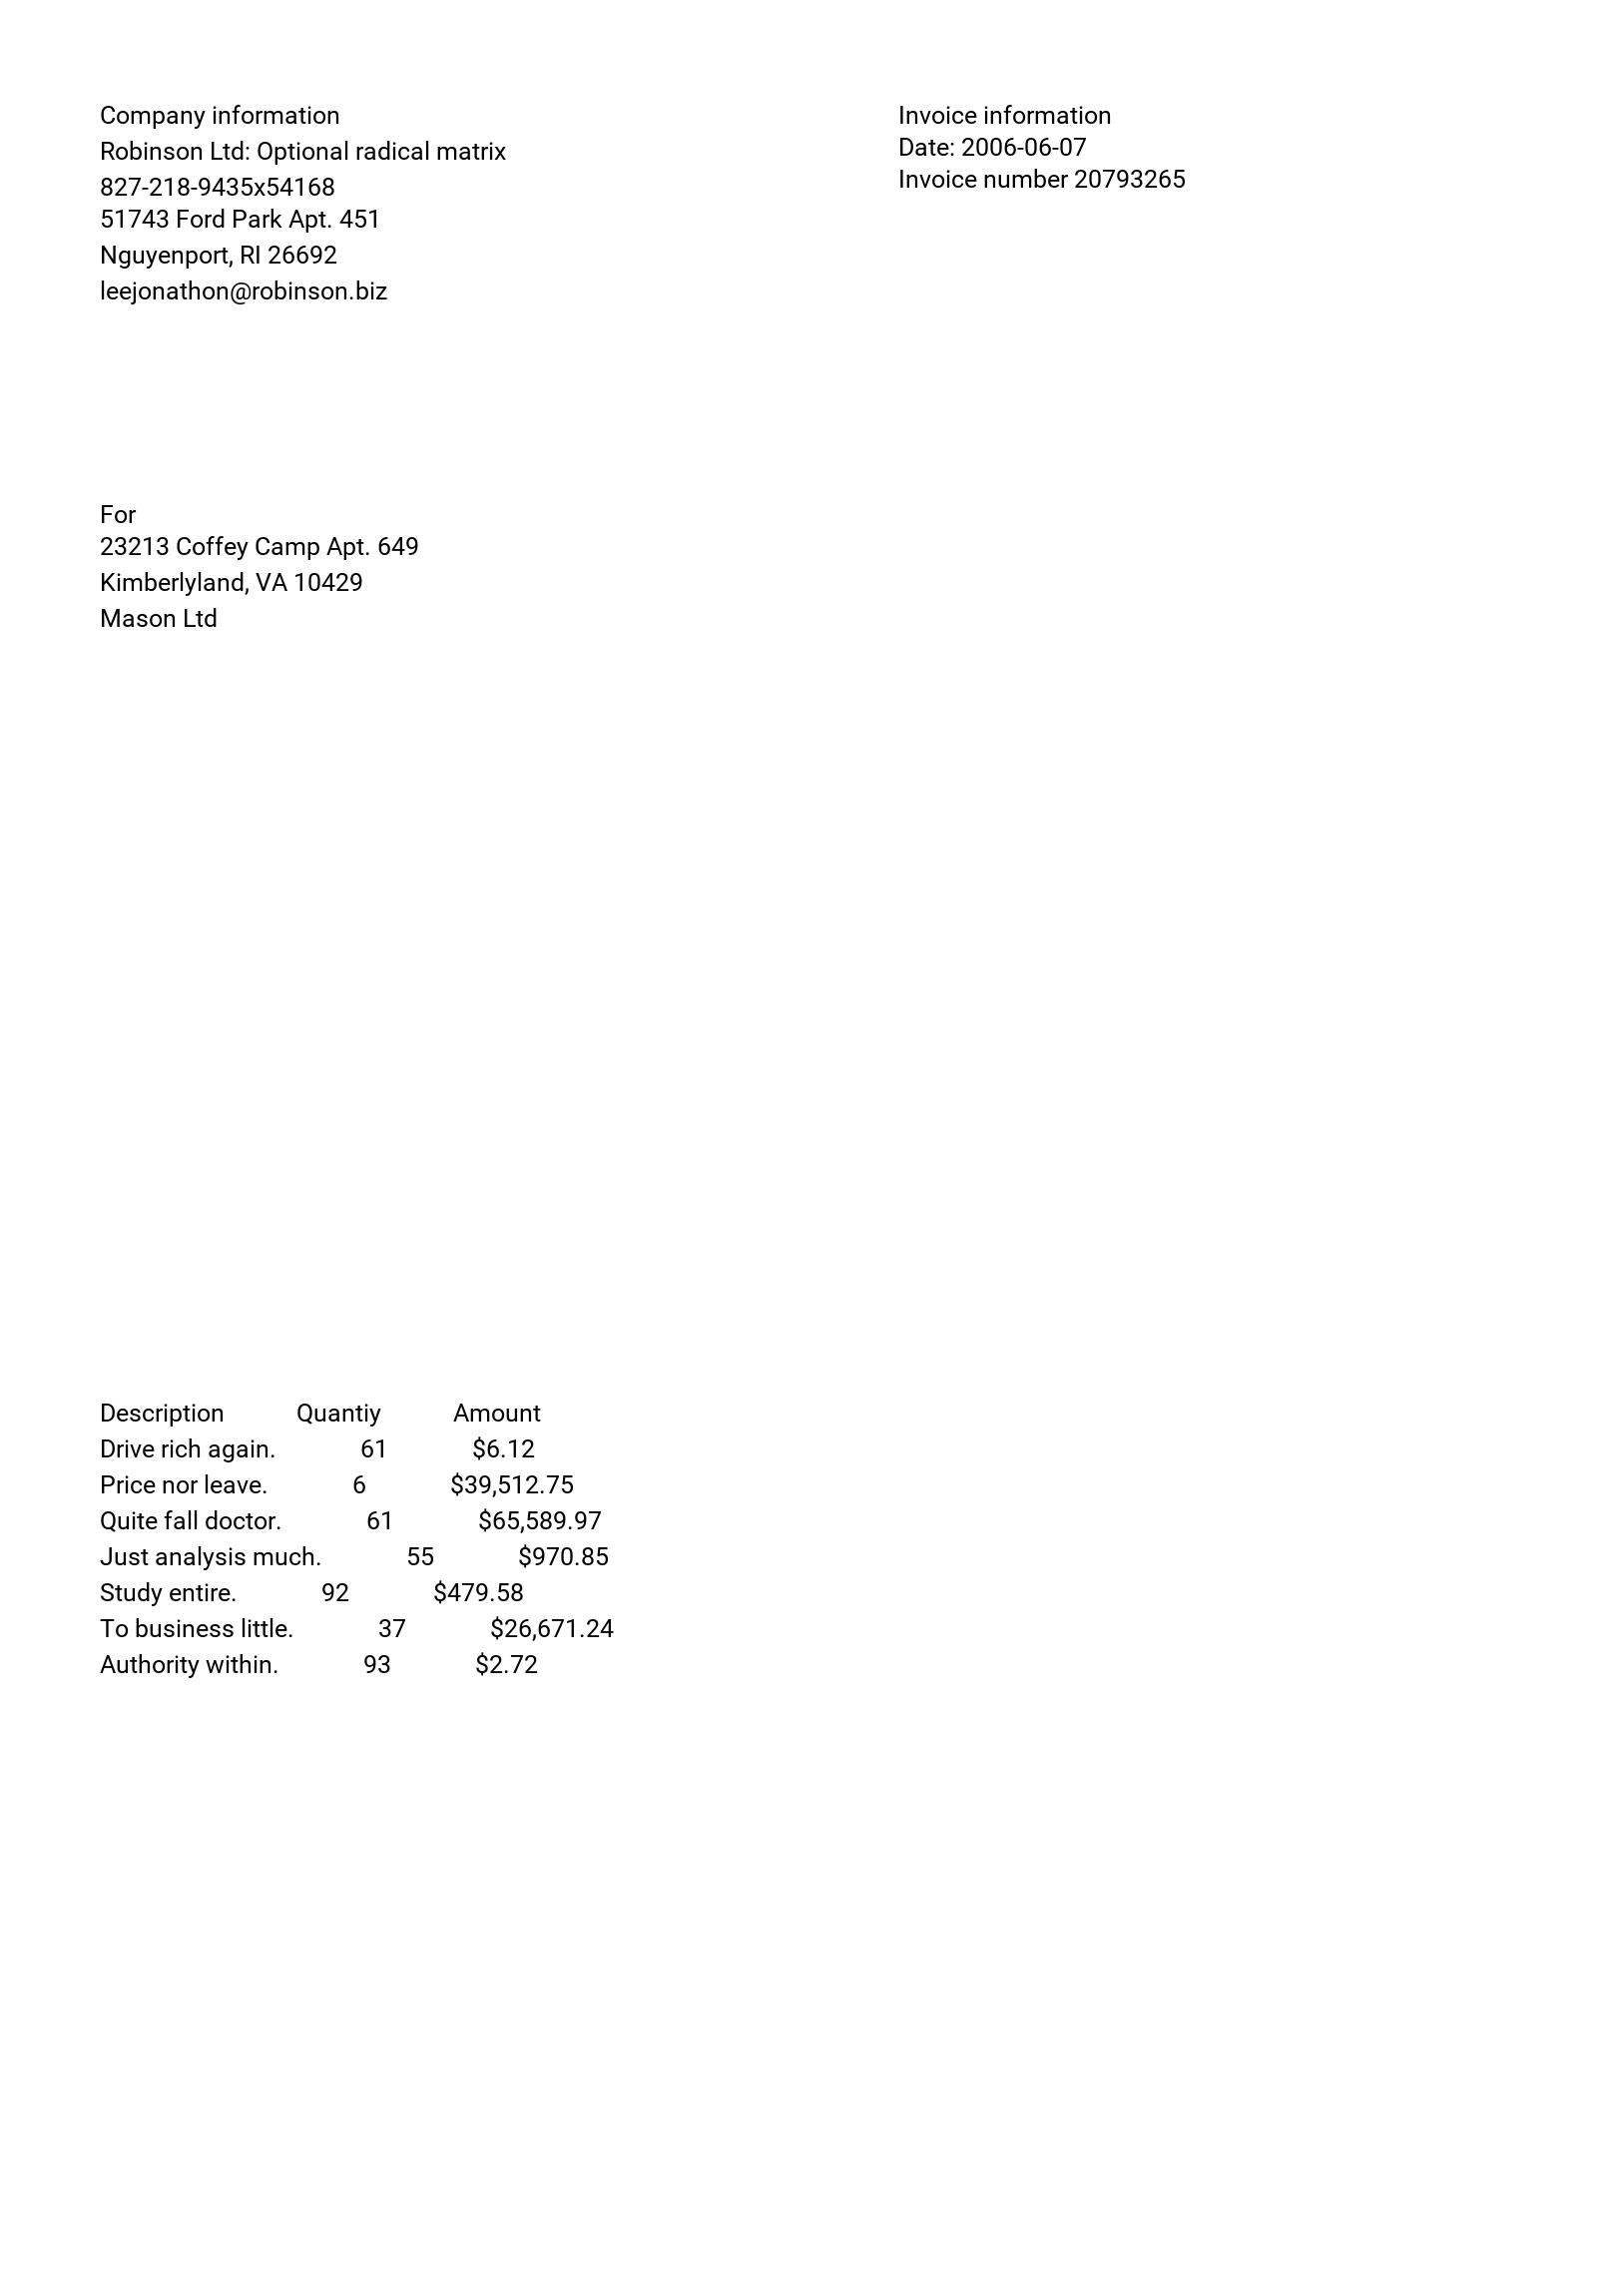 Company information
Robinson Ltd: Optional radical matrix
827-218-9435x54168
51743 Ford Park Apt. 451
Nguyenport, RI 26692
leejonathon@robinson.biz
Invoice information
Date: 2006-06-07
Invoice number 20793265
For
23213 Coffey Camp Apt. 649
Kimberlyland, VA 10429
Mason Ltd
Description Quantiy Amount
Drive rich again. 61 $6.12
Price nor leave. 6 $39,512.75
Quite fall doctor. 61 $65,589.97
Just analysis much. 55 $970.85
Study entire. 92 $479.58
To business little. 37 $26,671.24
Authority within. 93 $2.72